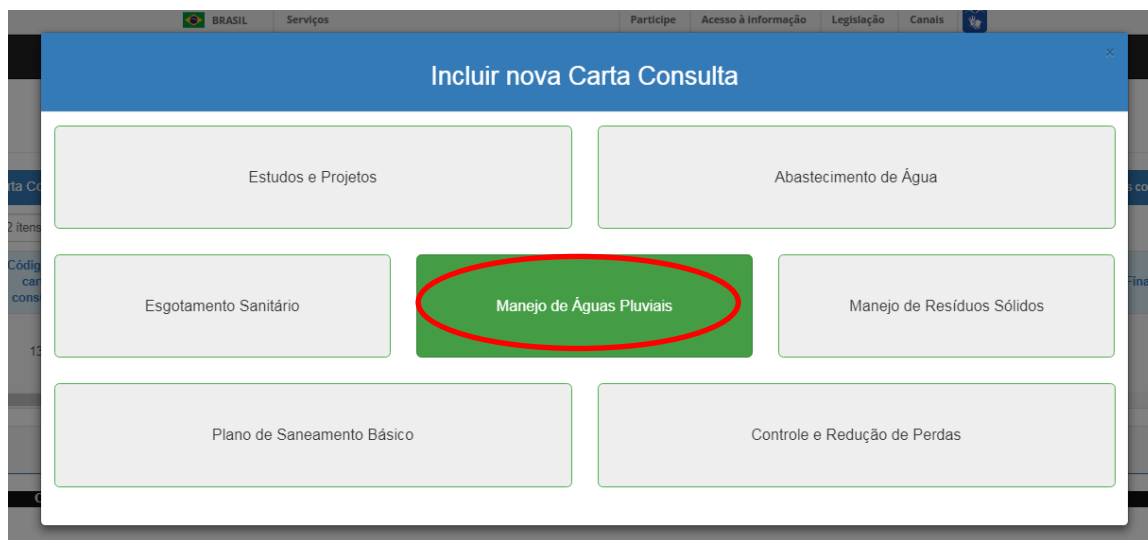 BRASIL Serviços Participe Acesso à informação Legislação Canais
×
Incluir nova Carta Consulta
Estudos e Projetos Abastecimento de Água
Esgotamento Sanitário Manejo de Águas Pluviais Manejo de Resíduos Sólidos
Plano de Saneamento Básico Controle e Redução de Perdas